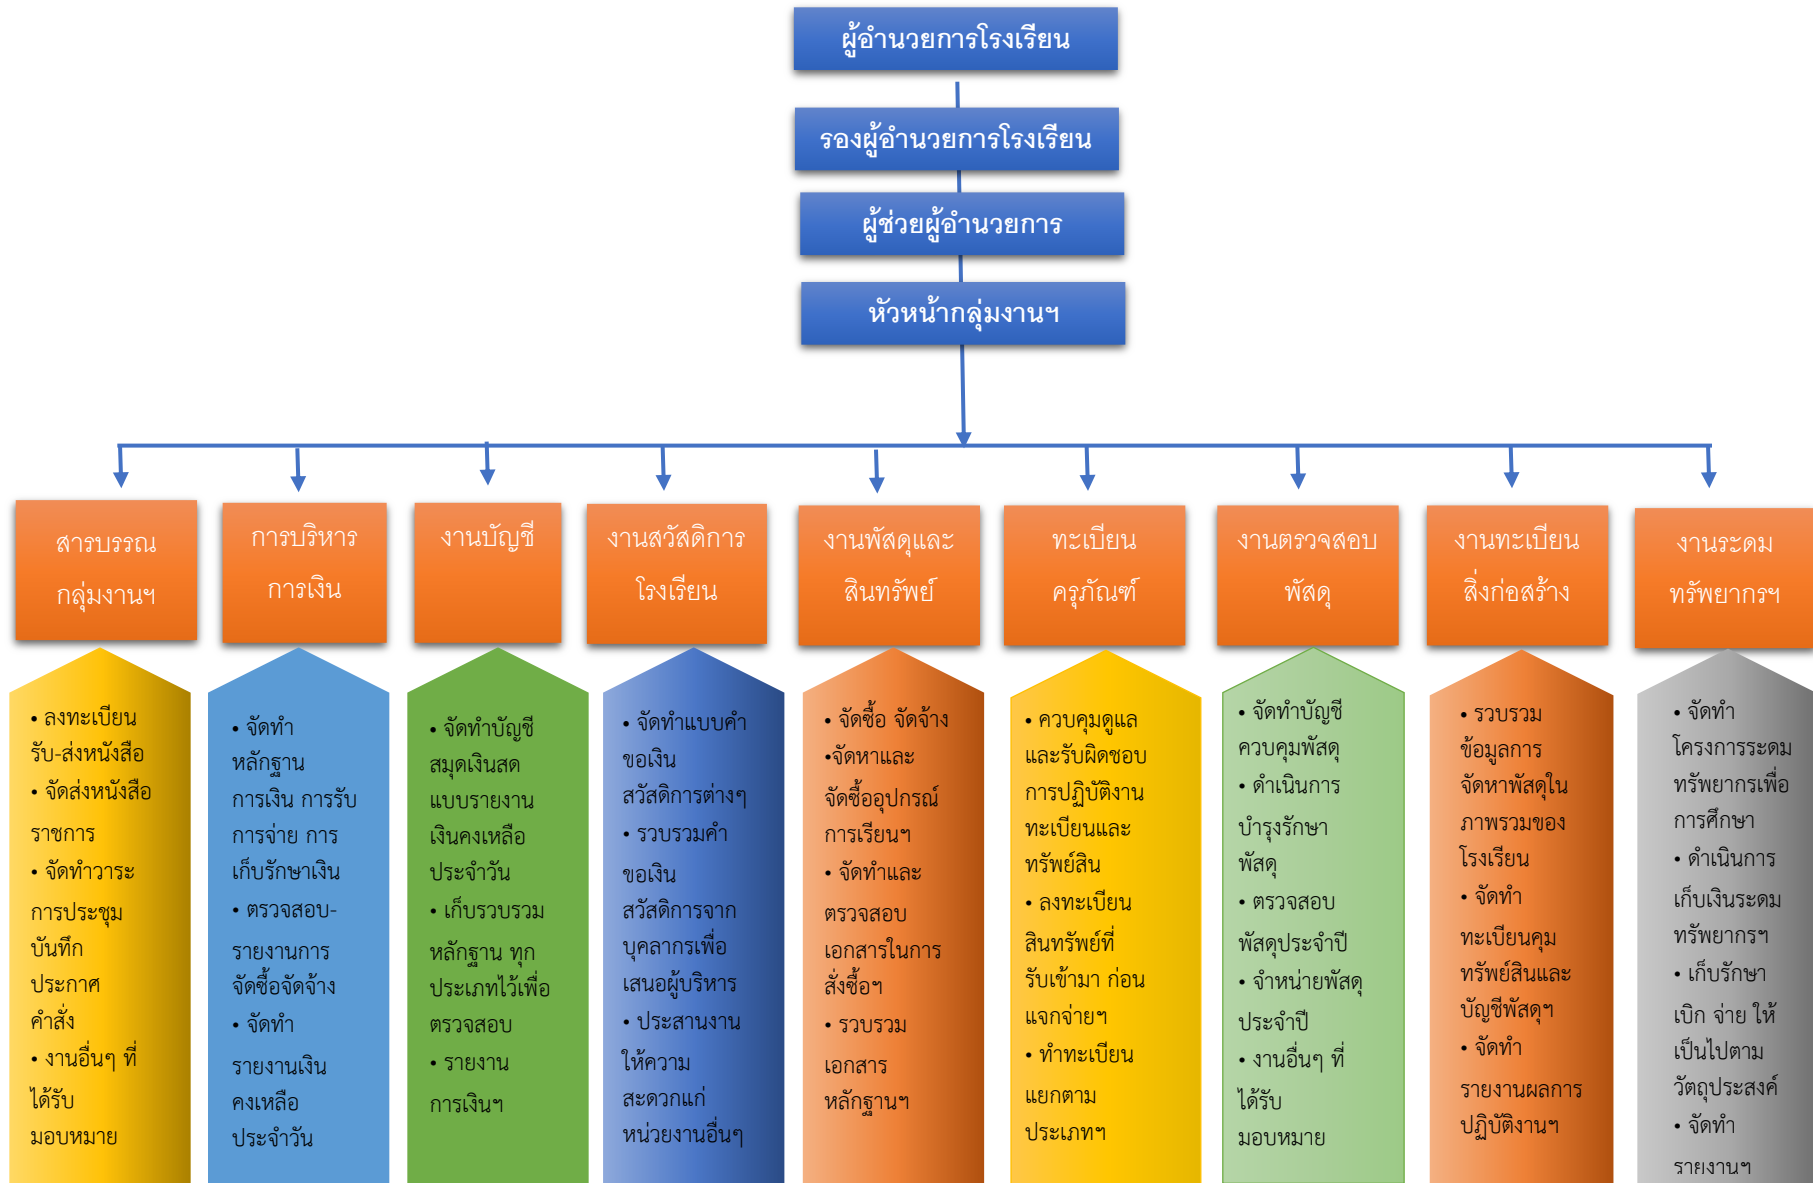 ผู้อำนวยการโรงเรียน
รองผู้อำนวยการโรงเรียน
ผู้ช่วยผู้อำนวยการ
หัวหน้ากลุ่มงานฯ
สารบรรณ
กลุ่มงานฯ
การบริหาร
การเงิน
งานบัญชี
งานสวัสดิการ
โรงเรียน
งานพัสดุและ
สินทรัพย์
ทะเบียน
ครุภัณฑ์
งานตรวจสอบ
พัสดุ
งานทะเบียน
สิ่งก่อสร้าง
งานระดม
ทรัพยากรฯ
• ลงทะเบียน
รับ-ส่งหนังสือ
• จัดส่งหนังสือ
ราชการ
• จัดทำวาระ
การประชุม
บันทึก
ประกาศ
คำสั่ง
• งานอื่นๆ ที่
ได้รับ
มอบหมาย
• จัดทำ
หลักฐาน
การเงิน การรับ
การจ่าย การ
เก็บรักษาเงิน
• ตรวจสอบ-
รายงานการ
จัดซื้อจัดจ้าง
• จัดทำ
รายงานเงิน
คงเหลือ
ประจำวัน
• จัดทำบัญชี
สมุดเงินสด
แบบรายงาน
เงินคงเหลือ
ประจำวัน
• เก็บรวบรวม
หลักฐาน ทุก
ประเภทไว้เพื่อ
ตรวจสอบ
• รายงาน
การเงินฯ
• จัดทำแบบคำ
ขอเงิน
สวัสดิการต่างๆ
• รวบรวมคำ
ขอเงิน
สวัสดิการจาก
บุคลากรเพื่อ
เสนอผู้บริหาร
• ประสานงาน
ให้ความ
สะดวกแก่
หน่วยงานอื่นๆ
• จัดซื้อ จัดจ้าง
•จัดหาและ
จัดซื้ออุปกรณ์
การเรียนฯ
• จัดทำและ
ตรวจสอบ
เอกสารในการ
สั่งซื้อฯ
• รวบรวม
เอกสาร
หลักฐานฯ
• ควบคุมดูแล
และรับผิดชอบ
การปฏิบัติงาน
ทะเบียนและ
ทรัพย์สิน
• ลงทะเบียน
สินทรัพย์ที่
รับเข้ามา ก่อน
แจกจ่ายฯ
• ทำทะเบียน
แยกตาม
ประเภทฯ
• จัดทำบัญชี
ควบคุมพัสดุ
• ดำเนินการ
บำรุงรักษา
พัสดุ
• ตรวจสอบ
พัสดุประจำปี
• จำหน่ายพัสดุ
ประจำปี
• งานอื่นๆ ที่
ได้รับ
มอบหมาย
• รวบรวม
ข้อมูลการ
จัดหาพัสดุใน
ภาพรวมของ
โรงเรียน
• จัดทำ
ทะเบียนคุม
ทรัพย์สินและ
บัญชีพัสดุฯ
• จัดทำ
รายงานผลการ
ปฏิบัติงานฯ
• จัดทำ
โครงการระดม
ทรัพยากรเพื่อ
การศึกษา
• ดำเนินการ
เก็บเงินระดม
ทรัพยากรฯ
• เก็บรักษา
เบิก จ่าย ให้
เป็นไปตาม
วัตถุประสงค์
• จัดทำ
รายงานฯ